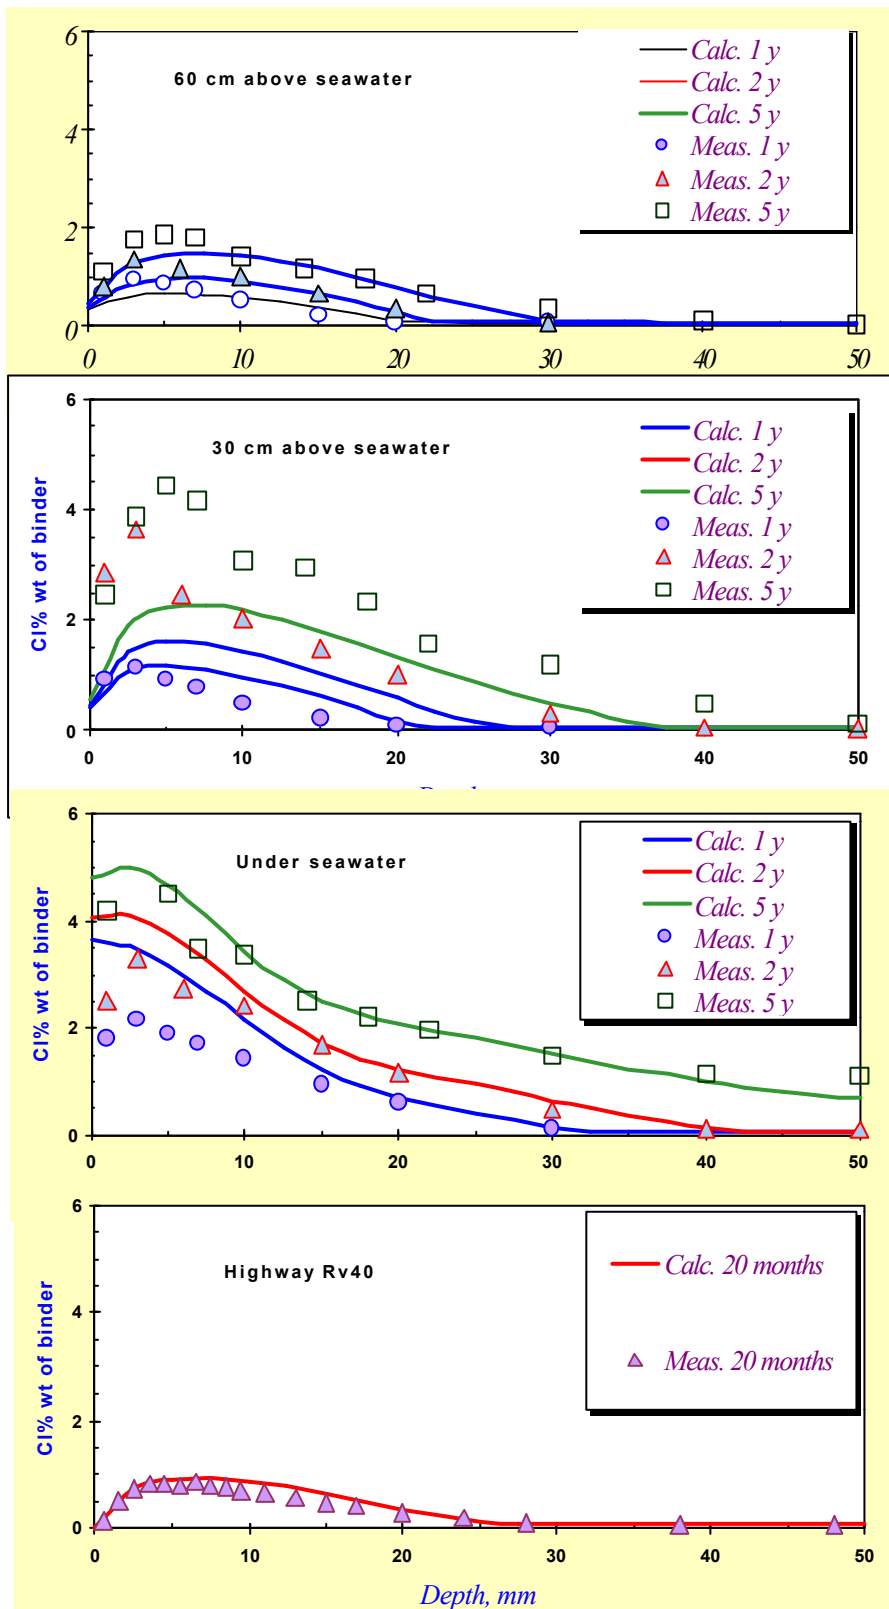 6
4
2
0
60 cm above seawater
Calc. 1 y
Calc. 2 y
Calc. 5 y
Meas. 1 y
Meas. 2 y
Meas. 5 y
0 10 20 30 40 50
6
4
2
0
Cl% wt of binder
30 cm above seawater
Calc. 1 y
Calc. 2 y
Calc. 5 y
Meas. 1 y
Meas. 2 y
Meas. 5 y
0 10 20 30 40 50
6
4
2
0
Cl% wt of binder
Under seawater
Calc. 1 y
Calc. 2 y
Calc. 5 y
Meas. 1 y
Meas. 2 y
Meas. 5 y
0 10 20 30 40 50
6
4
2
0
Cl% wt of binder
Highway Rv40
Calc. 20 months
Meas. 20 months
0 10 20 30 40 50
Depth, mm